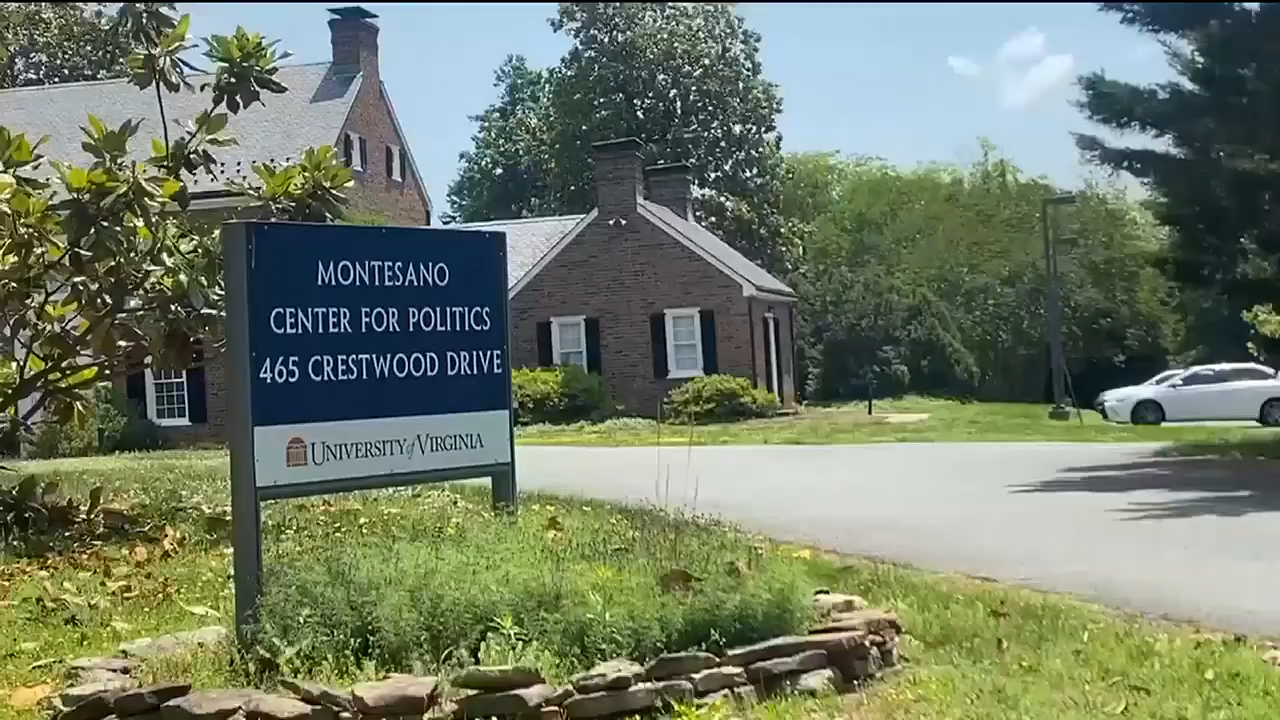 MONTESANO
CENTER FOR POLITICS
465 CRESTWOOD DRIVE
UNIVERSITY of VIRGINIA